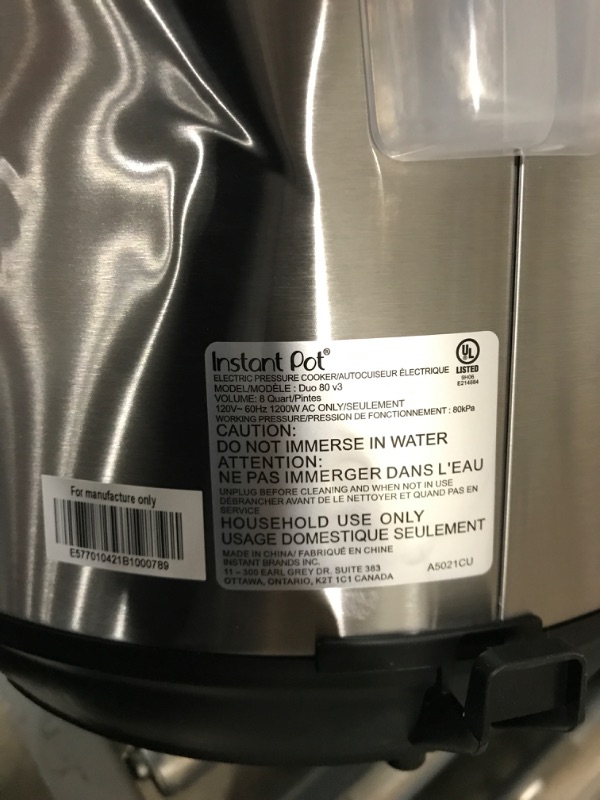 Instant Pot®
ELECTRIC PRESSURE COOKER/AUTOCUISEUR ÉLECTRIQUE
MODEL/MODÈLE : Duo 80 v3
VOLUME: 8 Quart/Pintes
120V~ 60Hz 1200W AC ONLY/SEULEMENT
WORKING PRESSURE/PRESSION DE FONCTIONNEMENT : 80kPa
UL
LISTED
SH06
E214684
CAUTION:
DO NOT IMMERSE IN WATER
ATTENTION:
NE PAS IMMERGER DANS L'EAU
UNPLUG BEFORE CLEANING AND WHEN NOT IN USE
DÉBRANCHER AVANT DE LE NETTOYER ET QUAND PAS EN
SERVICE
HOUSEHOLD USE ONLY
USAGE DOMESTIQUE SEULEMENT
MADE IN CHINA/ FABRIQUÉ EN CHINE
INSTANT BRANDS INC.
11 – 300 EARL GREY DR. SUITE 383
OTTAWA, ONTARIO, K2T 1C1 CANADA
A5021CU
For manufacture only
E577010421B1000789